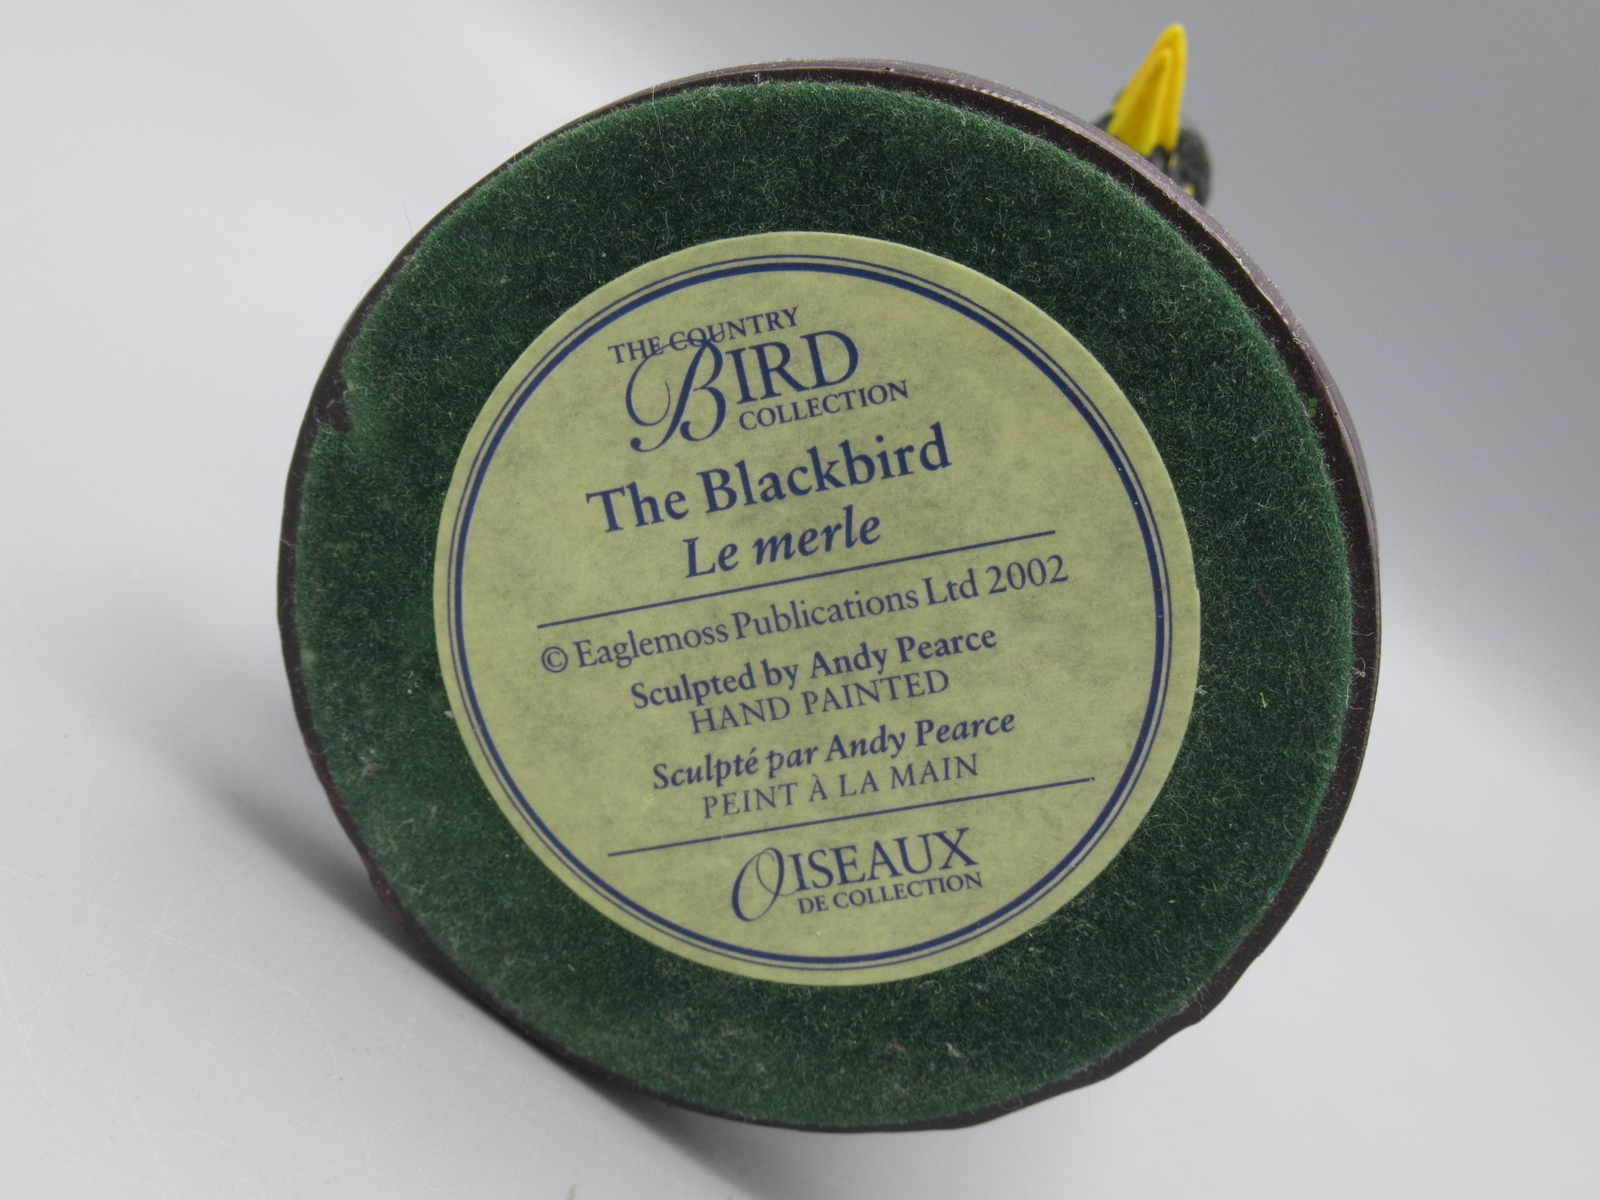 THE COUNTRY
BIRD
COLLECTION
The Blackbird
Le merle
© Eaglemoss Publications Ltd 2002
Sculpted by Andy Pearce
HAND PAINTED
Sculpté par Andy Pearce
PEINT À LA MAIN
OISEAUX
DE COLLECTION